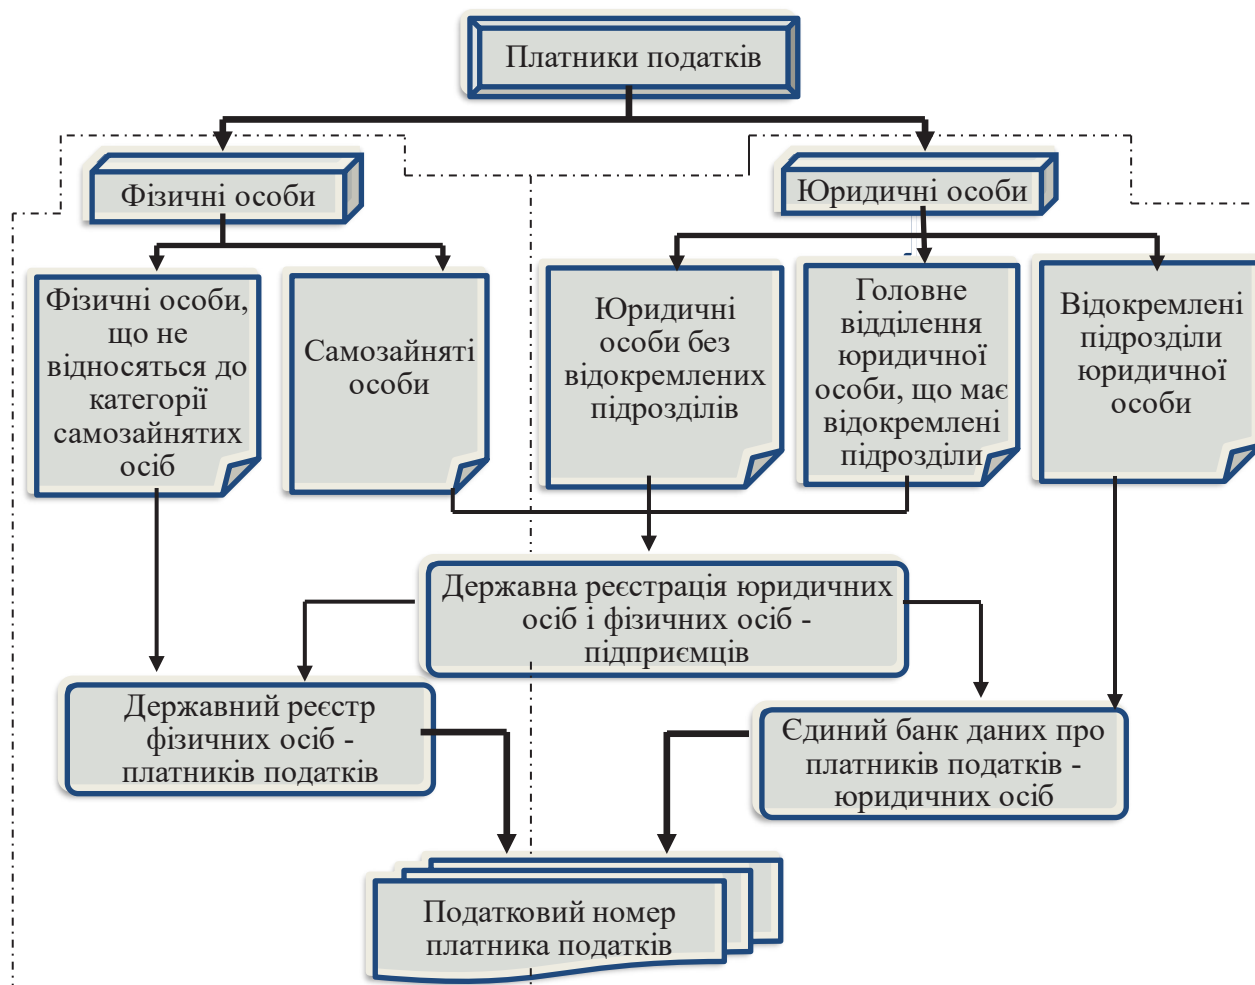 Платники податків
Фізичні особи
Юридичні особи
Фізичні особи,
що не
відносяться до
категорії
самозайнятих
осіб
Самозайняті
особи
Юридичні
особи без
відокремлених
підрозділів
Головне
відділення
юридичної
особи, що має
відокремлені
підрозділи
Відокремлені
підрозділи
юридичної
особи
Державна реєстрація юридичних
осіб і фізичних осіб -
підприємців
Державний реєстр
фізичних осіб -
платників податків
Єдиний банк даних про
платників податків -
юридичних осіб
Податковий номер
платника податків